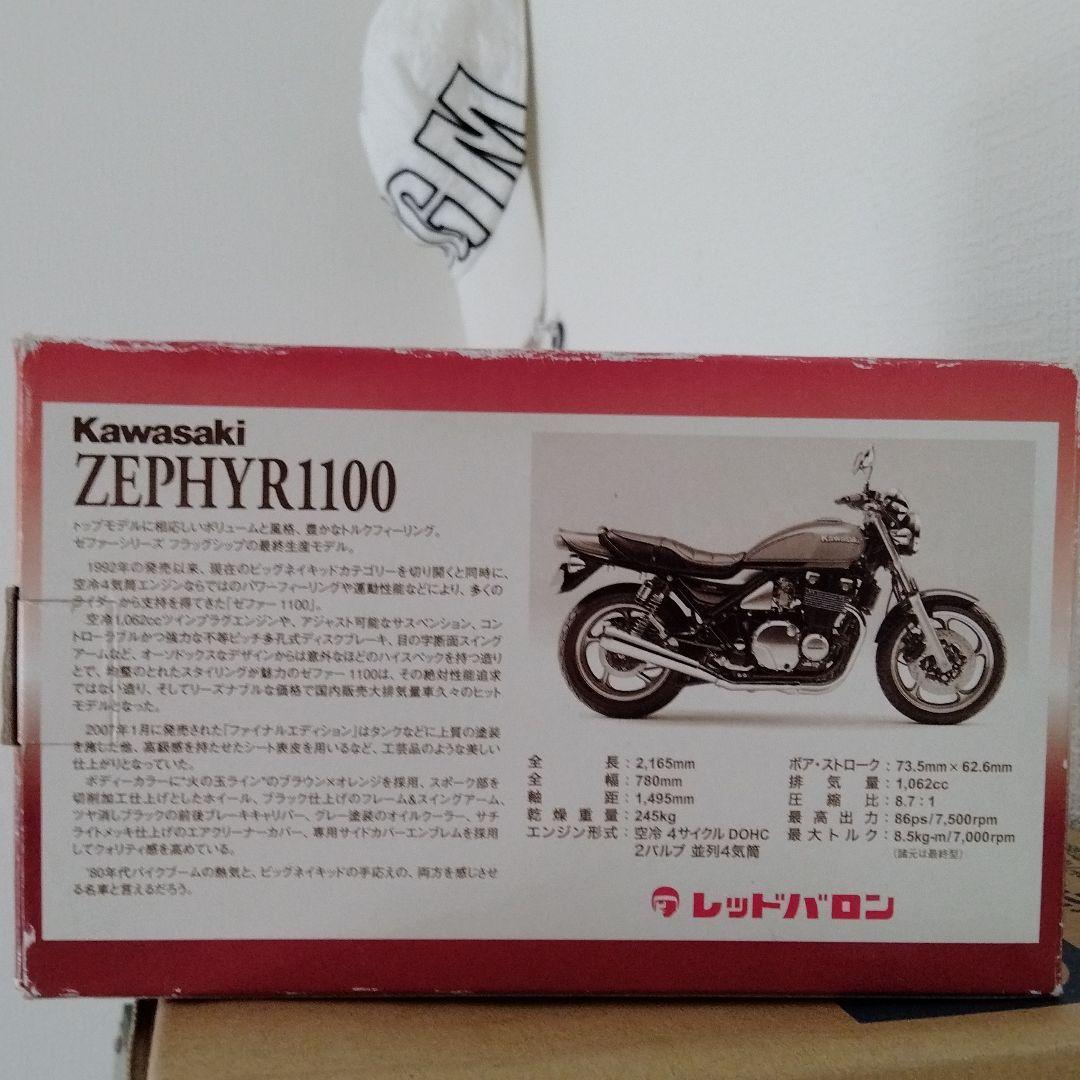 GM
Kawasaki
ZEPHYR1100
トップモデルに相応しいボリュームと風格、豊かなトルクフィーリング。
ゼファーシリーズ フラッグシップの最終生産モデル。
1992年の発売以来、現在のビッグネイキッドカテゴリーを切り開くと同時に、
空冷4気筒エンジンならではのパワーフィーリングや運動性能などにより、多くの
ライダーから支持を得てきた「ゼファー1100」。
空冷1,062ccツインプラグエンジンや、アジャスト可能なサスペンション、コント
ローラブルかつ強力な不等ピッチ多孔式ディスクブレーキ、目の字断面スイング
アームなど、オーソドックスなデザインからは意外なほどのハイスペックを持つ造り
とで、均整のとれたスタイリングが魅力のゼファー1100は、その絶対性能追求
ではない造り、そしてリーズナブルな価格で国内販売大排気量車久々のヒット
モデルとなった。
2007年1月に発売された「ファイナルエディション」はタンクなどに上質の塗装
を施した他、高級感を持たせたシート表皮を用いるなど、工芸品のような美しい
仕上がりとなっていた。
ボディーカラーに“火の玉ライン”のブラウン×オレンジを採用、スポーク部を
切削加工仕上げとしたホイール、ブラック仕上げのフレーム&スイングアーム、
ツヤ消しブラックの前後ブレーキキャリパー、グレー塗装のオイルクーラー、サテ
ライトメッキ仕上げのエアクリーナーカバー、専用サイドカバーエンブレムを採用
してクォリティ感を高めている。
'80年代バイクブームの熱気と、ビッグネイキッドの手応えの、両方を感じさせ
る名車と言えるだろう。
KAWASAKI
全長:2,165mm
全幅:780mm
軸距:1,495mm
乾燥重量:245kg
エンジン形式:空冷 4サイクル DOHC
2バルブ 並列4気筒
ボア・ストローク:73.5mm×62.6mm
排気量:1,062cc
圧縮比:8.7:1
最高出力:86ps/7,500rpm
最大トルク:8.5kg-m/7,000rpm
(諸元は最終型)
レッドバロン